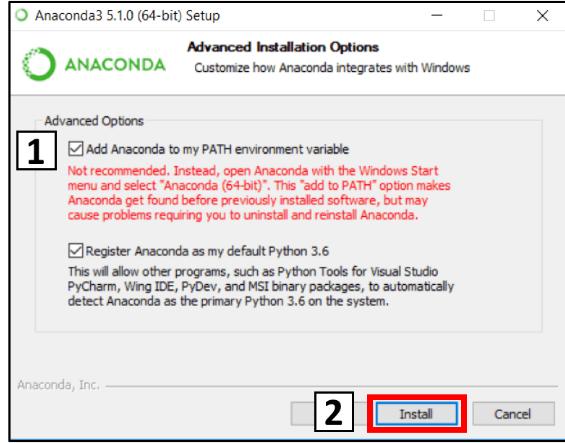 Anaconda3 5.1.0 (64-bit) Setup
ANACONDA
Advanced Installation Options
Customize how Anaconda integrates with Windows
Advanced Options
1
Add Anaconda to my PATH environment variable
Not recommended. Instead, open Anaconda with the Windows Start
menu and select "Anaconda (64-bit)". This "add to PATH" option makes
Anaconda get found before previously installed software, but may
cause problems requiring you to uninstall and reinstall Anaconda.
Register Anaconda as my default Python 3.6
This will allow other programs, such as Python Tools for Visual Studio
PyCharm, Wing IDE, PyDev, and MSI binary packages, to automatically
detect Anaconda as the primary Python 3.6 on the system.
Anaconda, Inc.
2
Install
Cancel